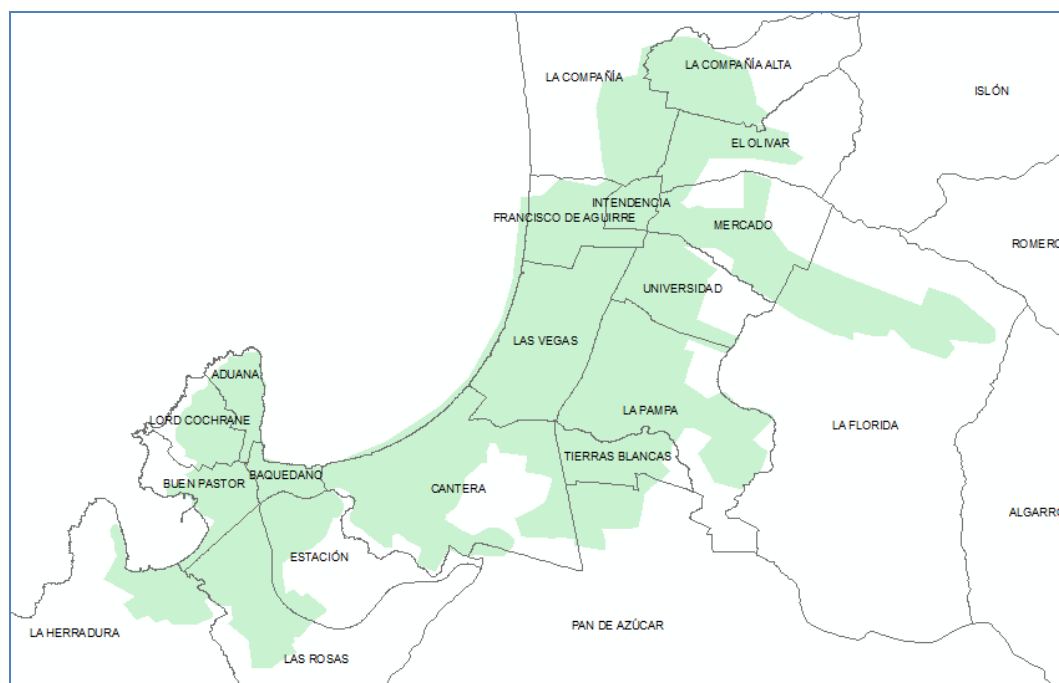 LA COMPAÑÍA ALTA
LA COMPAÑÍA
ISLÓN
EL OLIVAR
INTENDENCIA
FRANCISCO DE AGUIRRE
MERCADO
ROMERO
UNIVERSIDAD
LAS VEGAS
ADUANA
LORD COCHRANE
LA PAMPA
LA FLORIDA
TIERRAS BLANCAS
BAQUEDANO
BUEN PASTOR
CANTERA
ALGARRO
ESTACIÓN
PAN DE AZÚCAR
LA HERRADURA
LAS ROSAS